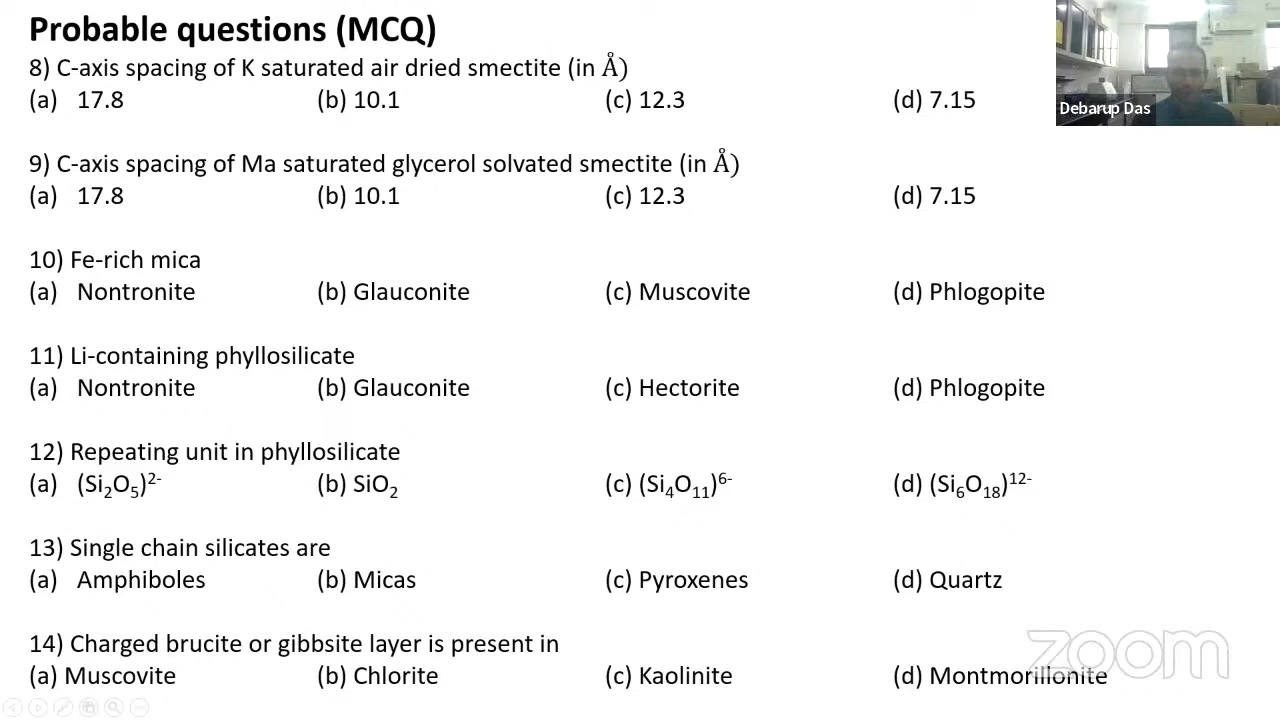 Probable questions (MCQ)
8) C-axis spacing of K saturated air dried smectite (in Å)
(a) 17.8 (b) 10.1 (c) 12.3 (d) 7.15
Debarup Das
9) C-axis spacing of Ma saturated glycerol solvated smectite (in Å)
(a) 17.8 (b) 10.1 (c) 12.3 (d) 7.15
10) Fe-rich mica
(a) Nontronite (b) Glauconite (c) Muscovite (d) Phlogopite
11) Li-containing phyllosilicate
(a) Nontronite (b) Glauconite (c) Hectorite (d) Phlogopite
12) Repeating unit in phyllosilicate
(a) (Si₂O₅)²⁻ (b) SiO₂ (c) (Si₄O₁₁)⁶⁻ (d) (Si₆O₁₈)¹²⁻
13) Single chain silicates are
(a) Amphiboles (b) Micas (c) Pyroxenes (d) Quartz
14) Charged brucite or gibbsite layer is present in
(a) Muscovite (b) Chlorite (c) Kaolinite (d) Montmorillonite
zoom